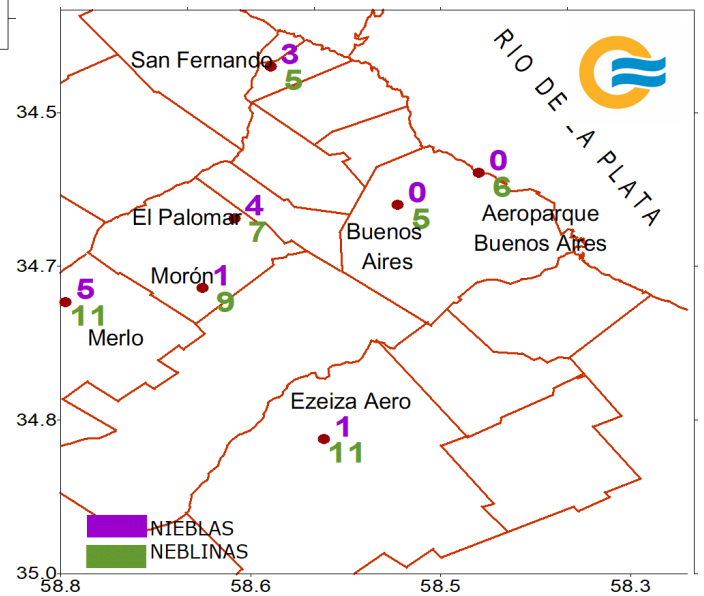 San Fernando
3
5
RIO DE LA PLATA
34.5
0
6
0
5
4
7
El Palomar
Aeroparque
Buenos Aires
Buenos
Aires
34.7
Morón
1
9
5
11
Merlo
Ezeiza Aero
1
11
34.8
NIEBLAS
NEBLINAS
35.0
58.8
58.6
58.5
58.3